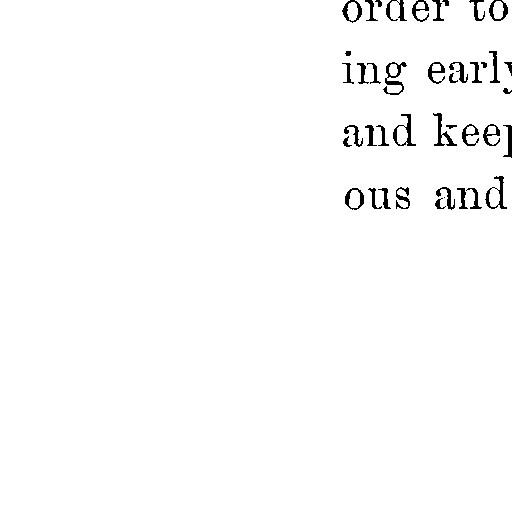 order to
ing early
and keep
ous and